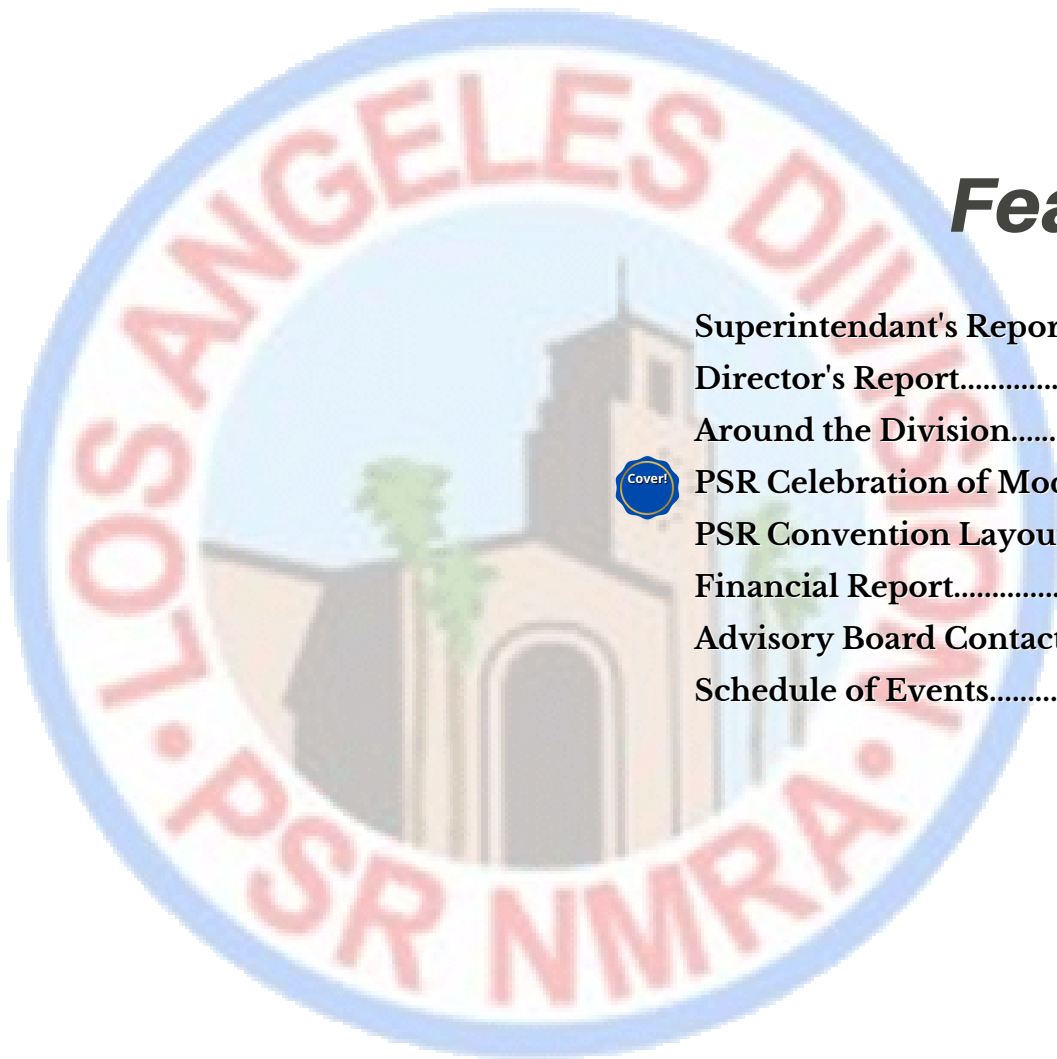 LOS ANGELES DIVISION
Fea
Superintendant's Repor
Director's Report.............
Around the Division......
Cover!
PSR Celebration of Mod
PSR Convention Layou
Financial Report.............
Advisory Board Contact
Schedule of Events.........
• PSR NMRA •